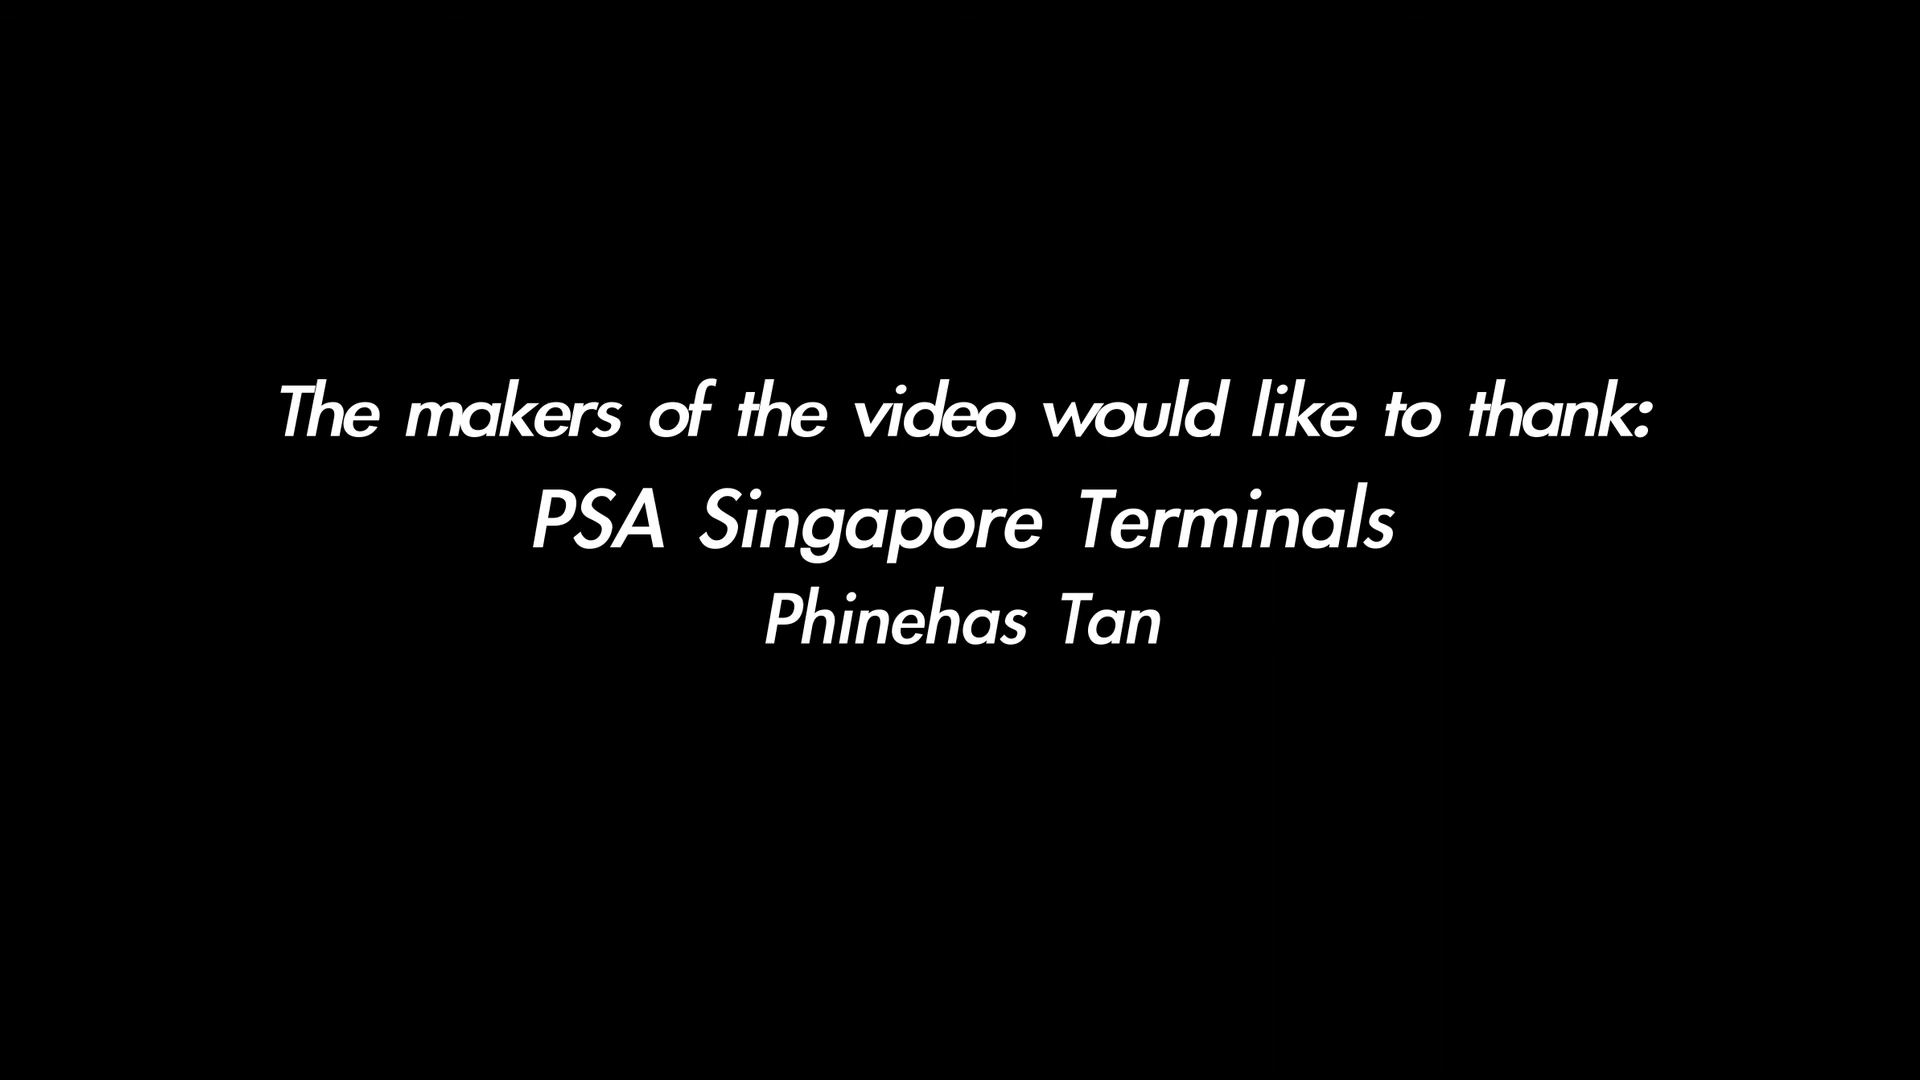 The makers of the video would like to thank:
PSA Singapore Terminals
Phinehas Tan